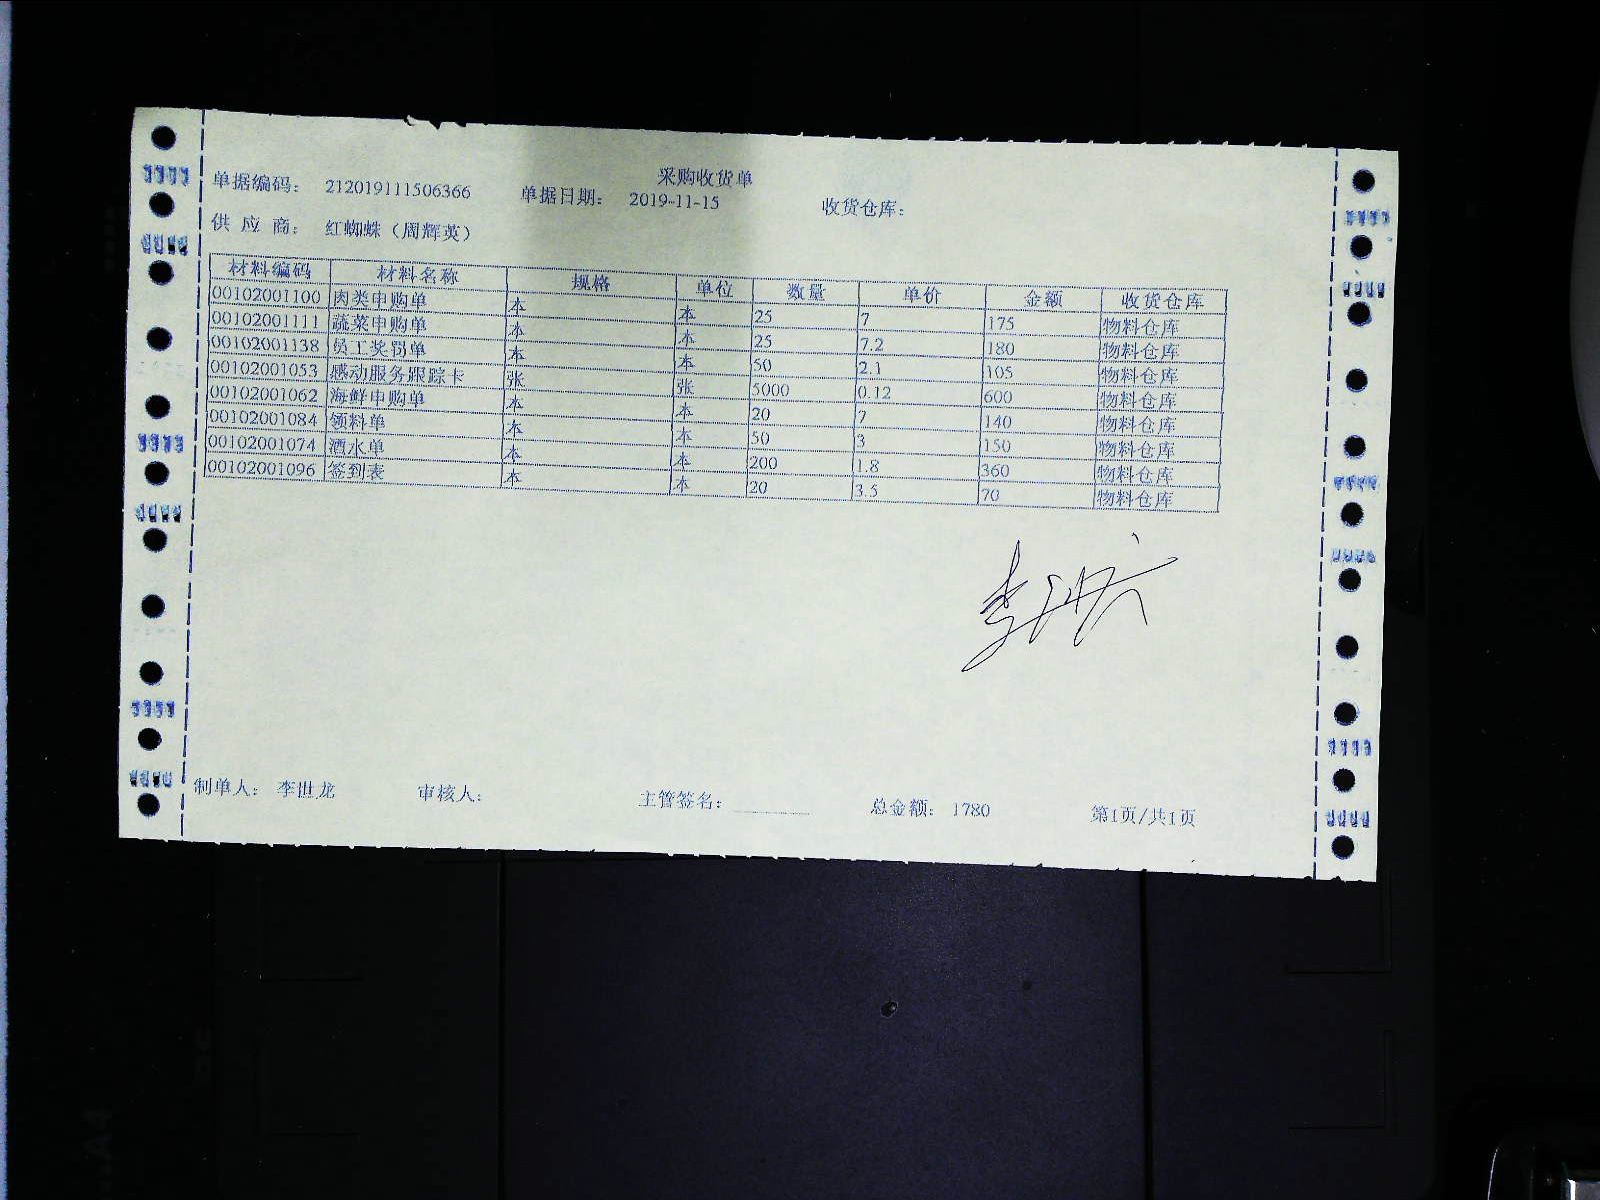 采购收货单
单据编码： 212019111506366 单据日期： 2019-11-15 收货仓库：
供 应 商： 红蜘蛛（周辉英）
材料编码 材料名称 规格 单位 数量 单价 金额 收货仓库
00102001100 肉类申购单 本 本 25 7 175 物料仓库
00102001111 蔬菜申购单 本 本 25 7.2 180 物料仓库
00102001138 员工奖罚单 本 本 50 2.1 105 物料仓库
00102001053 感动服务跟踪卡 张 张 5000 0.12 600 物料仓库
00102001062 海鲜申购单 本 本 20 7 140 物料仓库
00102001084 领料单 本 本 50 3 150 物料仓库
00102001074 酒水单 本 本 200 1.8 360 物料仓库
00102001096 签到表 本 本 20 3.5 70 物料仓库
制单人： 李世龙 审核人： 主管签名： 总金额： 1780 第1页/共1页